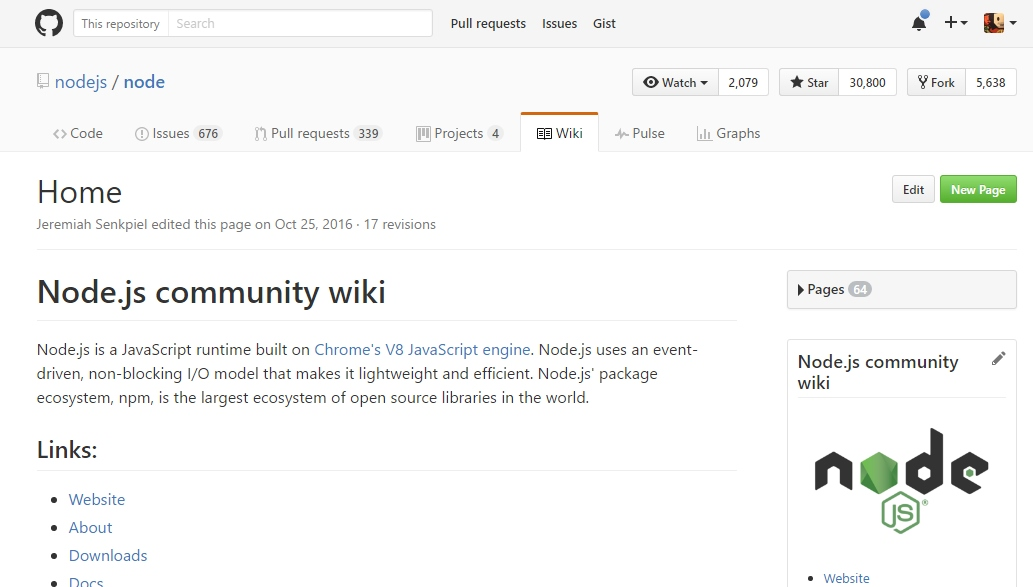 This repository Search Pull requests Issues Gist
nodejs / node Watch 2,079 Star 30,800 Fork 5,638
Code Issues 676 Pull requests 339 Projects 4 Wiki Pulse Graphs
Home Edit New Page
Jeremiah Senkpiel edited this page on Oct 25, 2016 · 17 revisions
Node.js community wiki
Node.js is a JavaScript runtime built on Chrome's V8 JavaScript engine. Node.js uses an event-
driven, non-blocking I/O model that makes it lightweight and efficient. Node.js' package
ecosystem, npm, is the largest ecosystem of open source libraries in the world.
Links:
• Website
• About
• Downloads
• Docs
Pages 64
Node.js community
wiki
node
JS®
• Website